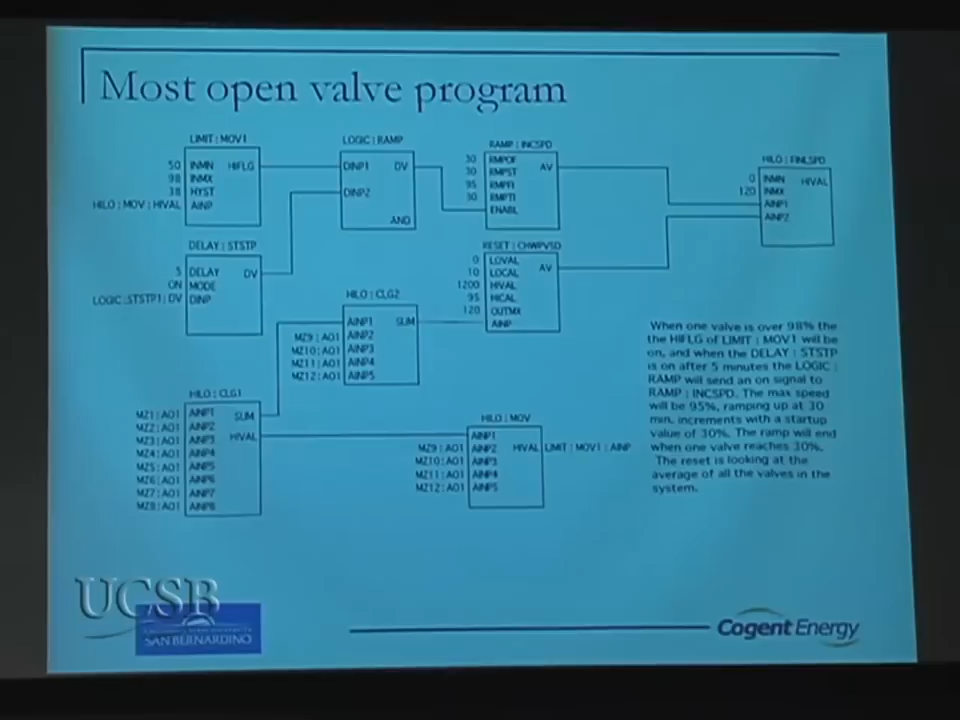 Most open valve program
LIMIT : MOV1
50 INMN HIFLG
98 INMX
38 HYST
HILO : MOV : HIVAL AINP
LOGIC : RAMP
DINP1 DV
DINP2
AND
RAMP : INCSPD
30 AV
30 RMPST
95
30
ENABL
0 INMN HIVAL
120 INMX
AINP1
AINP2
DELAY : STSTP
5 DELAY DV
ON MODE
LOGIC : STSTP1 : DV DINP
RESET : CHWPVSD
0 LOVAL AV
10 LOCAL
1200 HIVAL
95 HICAL
120 OUTMX
AINP
HILO : CLG2
AINP1 SUM
MZ9 : AO1 AINP2
MZ10 : AO1 AINP3
MZ11 : AO1 AINP4
MZ12 : AO1 AINP5
HILO : CLG1
MZ1 : AO1 AINP1 SUM
MZ2 : AO1 AINP2
MZ3 : AO1 AINP3 HIVAL
MZ4 : AO1 AINP4
MZ5 : AO1 AINP5
MZ6 : AO1 AINP6
MZ7 : AO1 AINP7
MZ8 : AO1 AINP8
HILO : MOV
AINP1
MZ9 : AO1 AINP2 HIVAL LIMIT : MOV1 : AINP
MZ10 : AO1 AINP3
MZ11 : AO1 AINP4
MZ12 : AO1 AINP5
When one valve is over 98% the
the HIFLG of LIMIT : MOV1 will be
on, and when the DELAY : STSTP
is on after 5 minutes the LOGIC :
RAMP will send an on signal to
RAMP : INCSPD. The max speed
will be 95%, ramping up at 30
min. increments with a startup
value of 30%. The ramp will end
when one valve reaches 30%.
The reset is looking at the
average of all the valves in the
system.
UCSB
SAN BERNARDINO
Cogent Energy